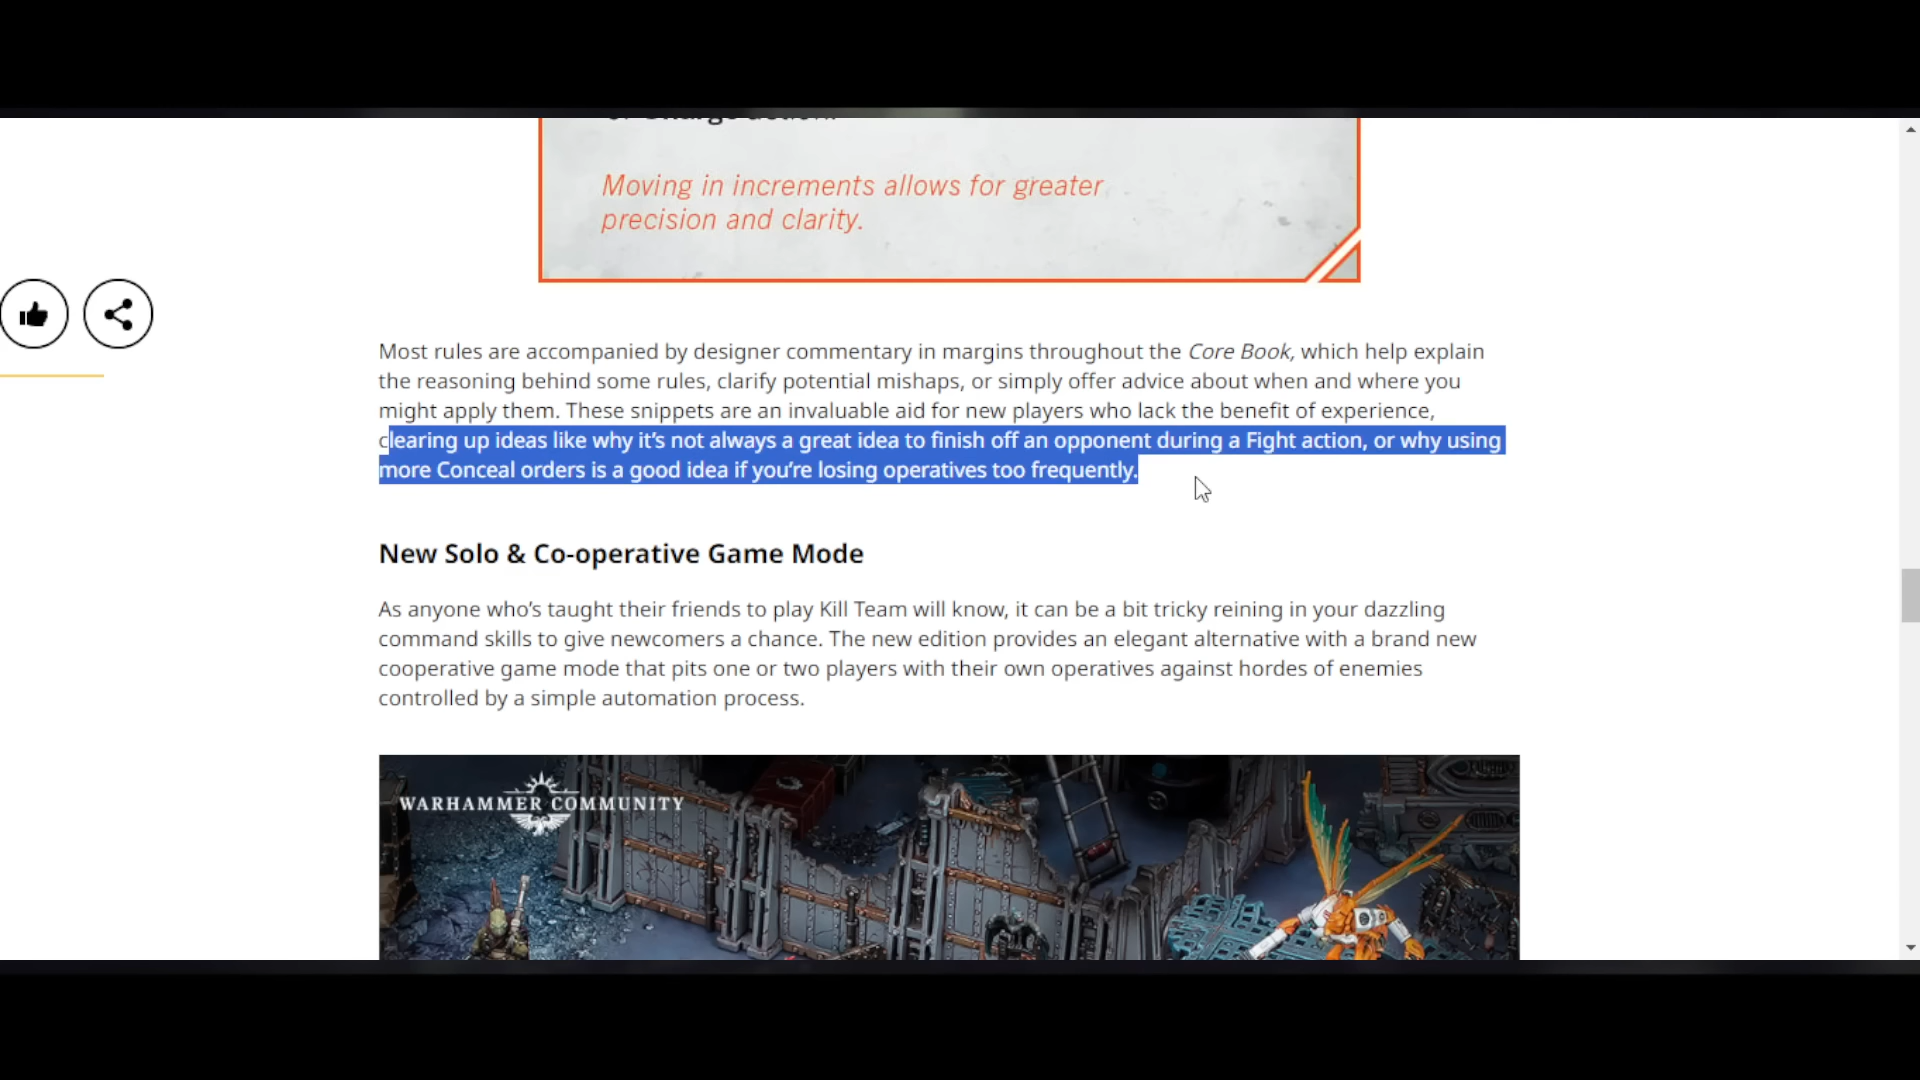 Moving in increments allows for greater
precision and clarity.
Most rules are accompanied by designer commentary in margins throughout the Core Book, which help explain
the reasoning behind some rules, clarify potential mishaps, or simply offer advice about when and where you
might apply them. These snippets are an invaluable aid for new players who lack the benefit of experience,
clearing up ideas like why it’s not always a great idea to finish off an opponent during a Fight action, or why using
more Conceal orders is a good idea if you’re losing operatives too frequently.
New Solo & Co-operative Game Mode
As anyone who’s taught their friends to play Kill Team will know, it can be a bit tricky reining in your dazzling
command skills to give newcomers a chance. The new edition provides an elegant alternative with a brand new
cooperative game mode that pits one or two players with their own operatives against hordes of enemies
controlled by a simple automation process.
WARHAMMER COMMUNITY